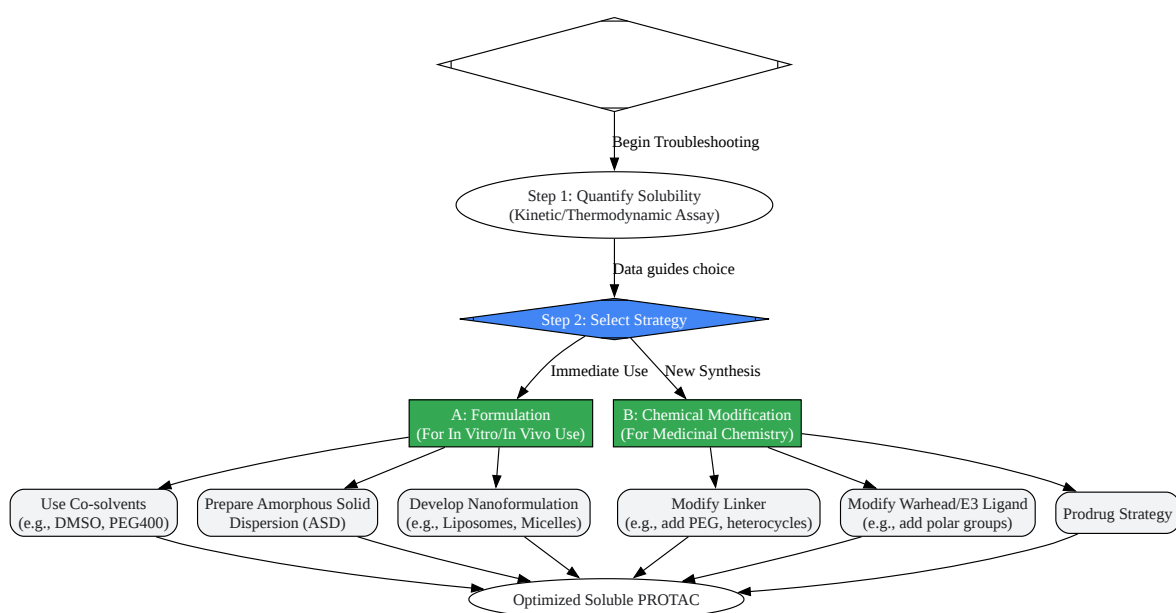 Begin Troubleshooting
Step 1: Quantify Solubility
(Kinetic/Thermodynamic Assay)
Data guides choice
Step 2: Select Strategy
Immediate Use
New Synthesis
A: Formulation
(For In Vitro/In Vivo Use)
B: Chemical Modification
(For Medicinal Chemistry)
Use Co-solvents
(e.g., DMSO, PEG400)
Prepare Amorphous Solid
Dispersion (ASD)
Develop Nanoformulation
(e.g., Liposomes, Micelles)
Modify Linker
(e.g., add PEG, heterocycles)
Modify Warhead/E3 Ligand
(e.g., add polar groups)
Prodrug Strategy
Optimized Soluble PROTAC